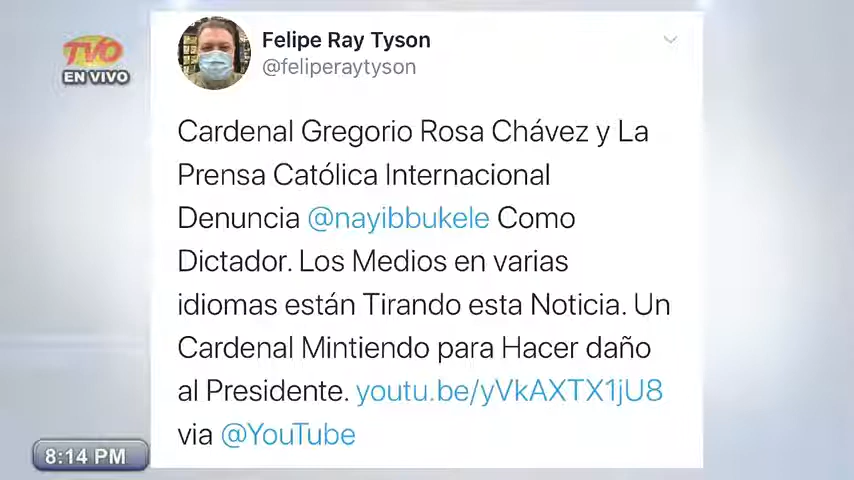 TVO
EN VIVO
Felipe Ray Tyson
@feliperaytyson
Cardenal Gregorio Rosa Chávez y La
Prensa Católica Internacional
Denuncia @nayibbukele Como
Dictador. Los Medios en varias
idiomas están Tirando esta Noticia. Un
Cardenal Mintiendo para Hacer daño
al Presidente. youtu.be/yVkAXTX1jU8
via @YouTube
8:14 PM